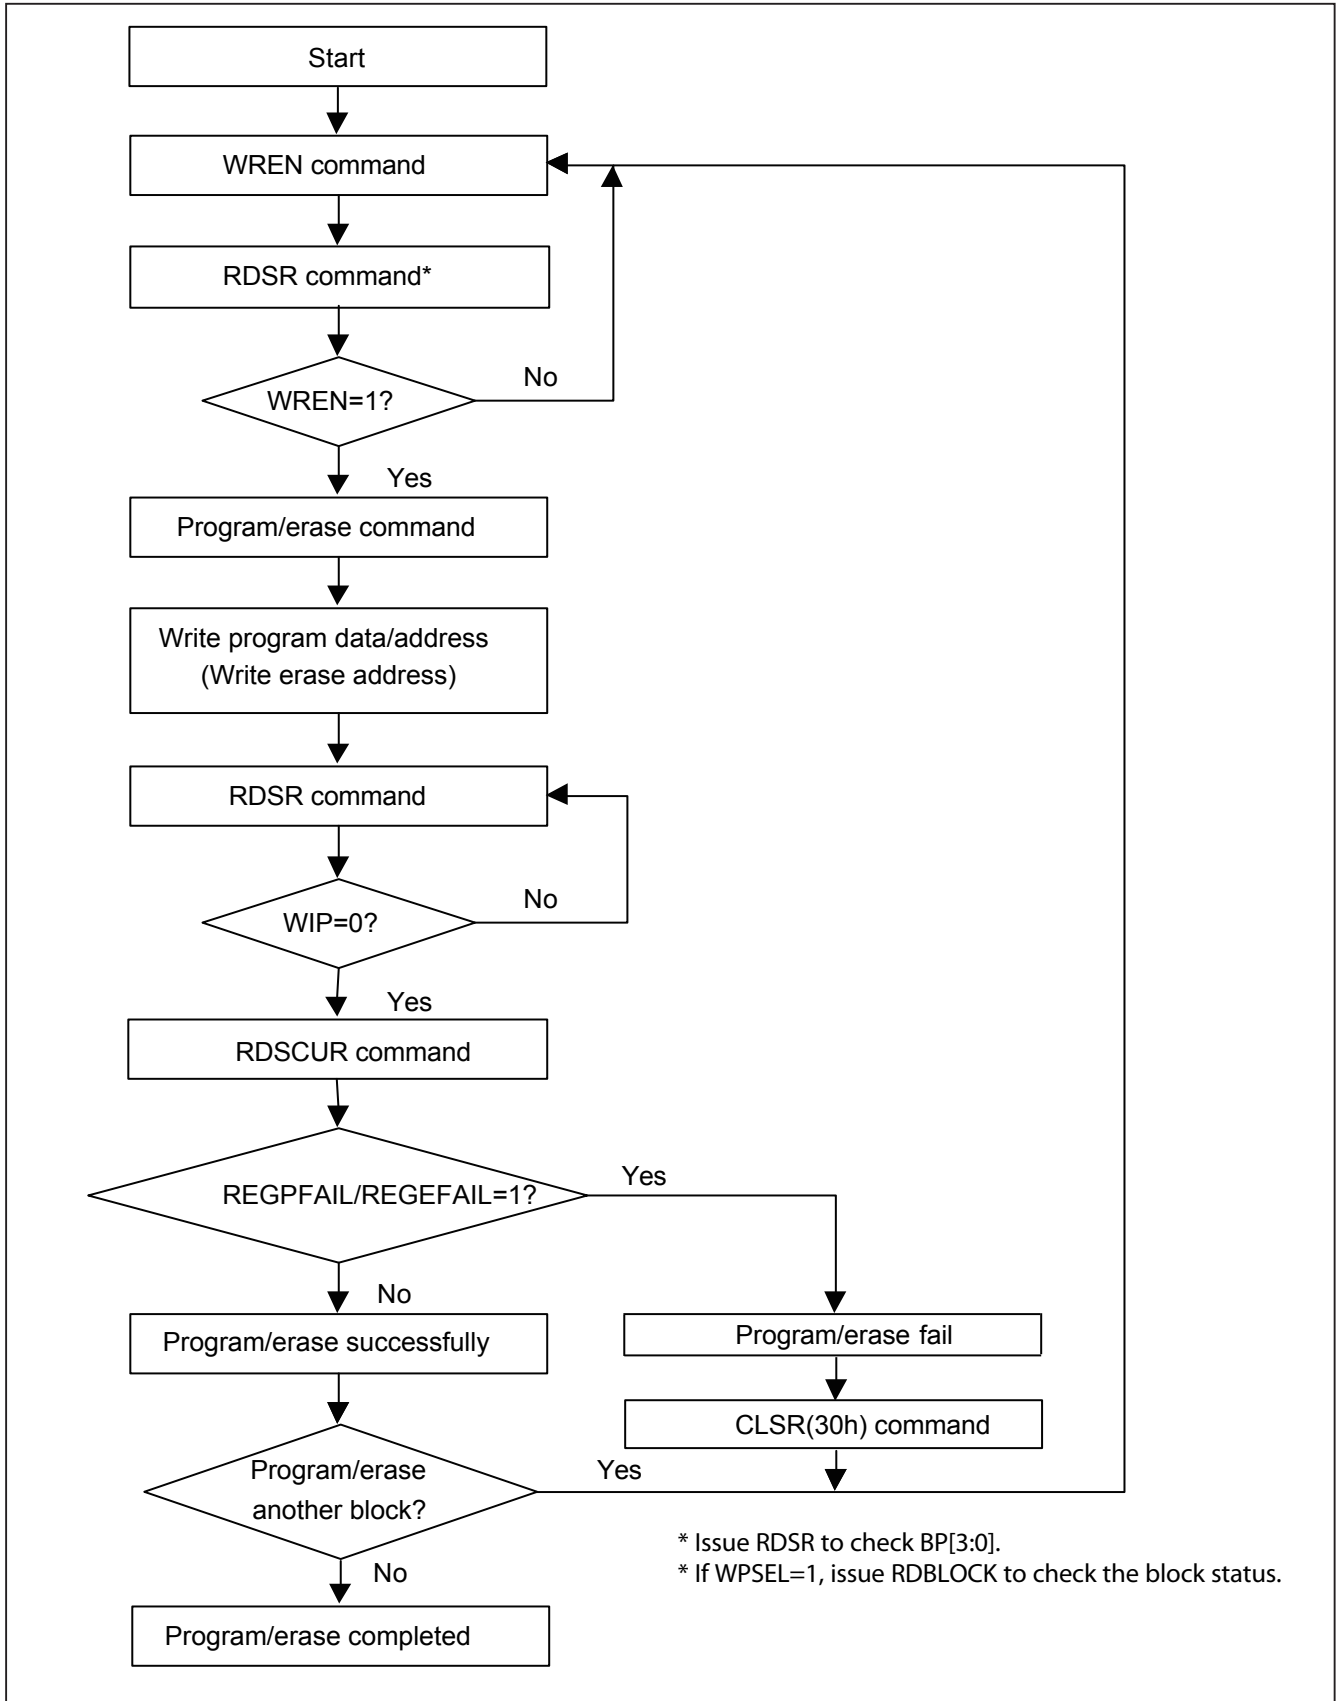 Start
WREN command
RDSR command*
WREN=1?
No
Yes
Program/erase command
Write program data/address
(Write erase address)
RDSR command
WIP=0?
No
Yes
RDSCUR command
REGPFAIL/REGEFAIL=1?
Yes
No
Program/erase successfully
Program/erase fail
CLSR(30h) command
Program/erase
another block?
Yes
No
* Issue RDSR to check BP[3:0].
* If WPSEL=1, issue RDBLOCK to check the block status.
Program/erase completed